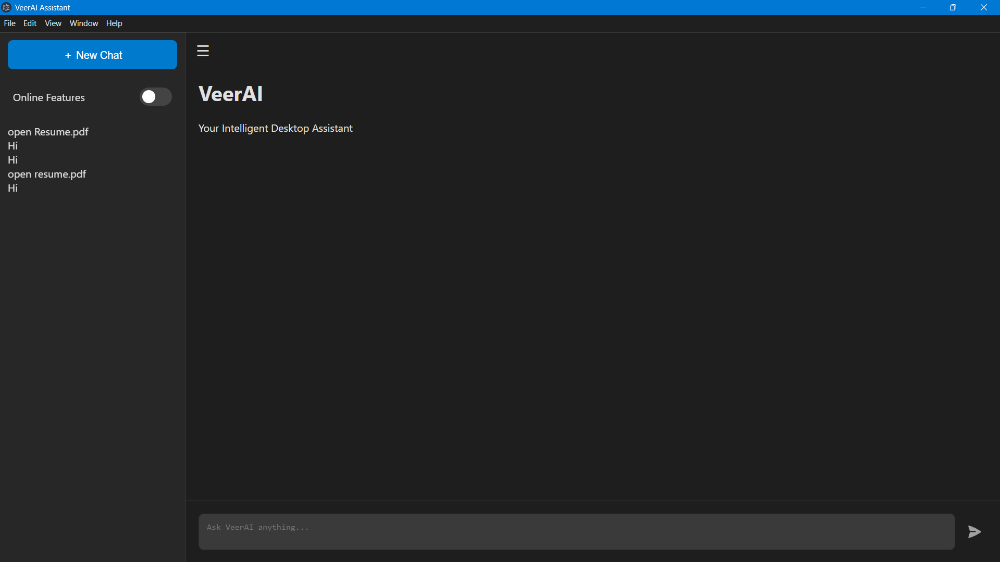 VeerAI Assistant
File Edit View Window Help
+ New Chat
Online Features
open Resume.pdf
Hi
Hi
open resume.pdf
Hi
VeerAI
Your Intelligent Desktop Assistant
Ask VeerAI anything...